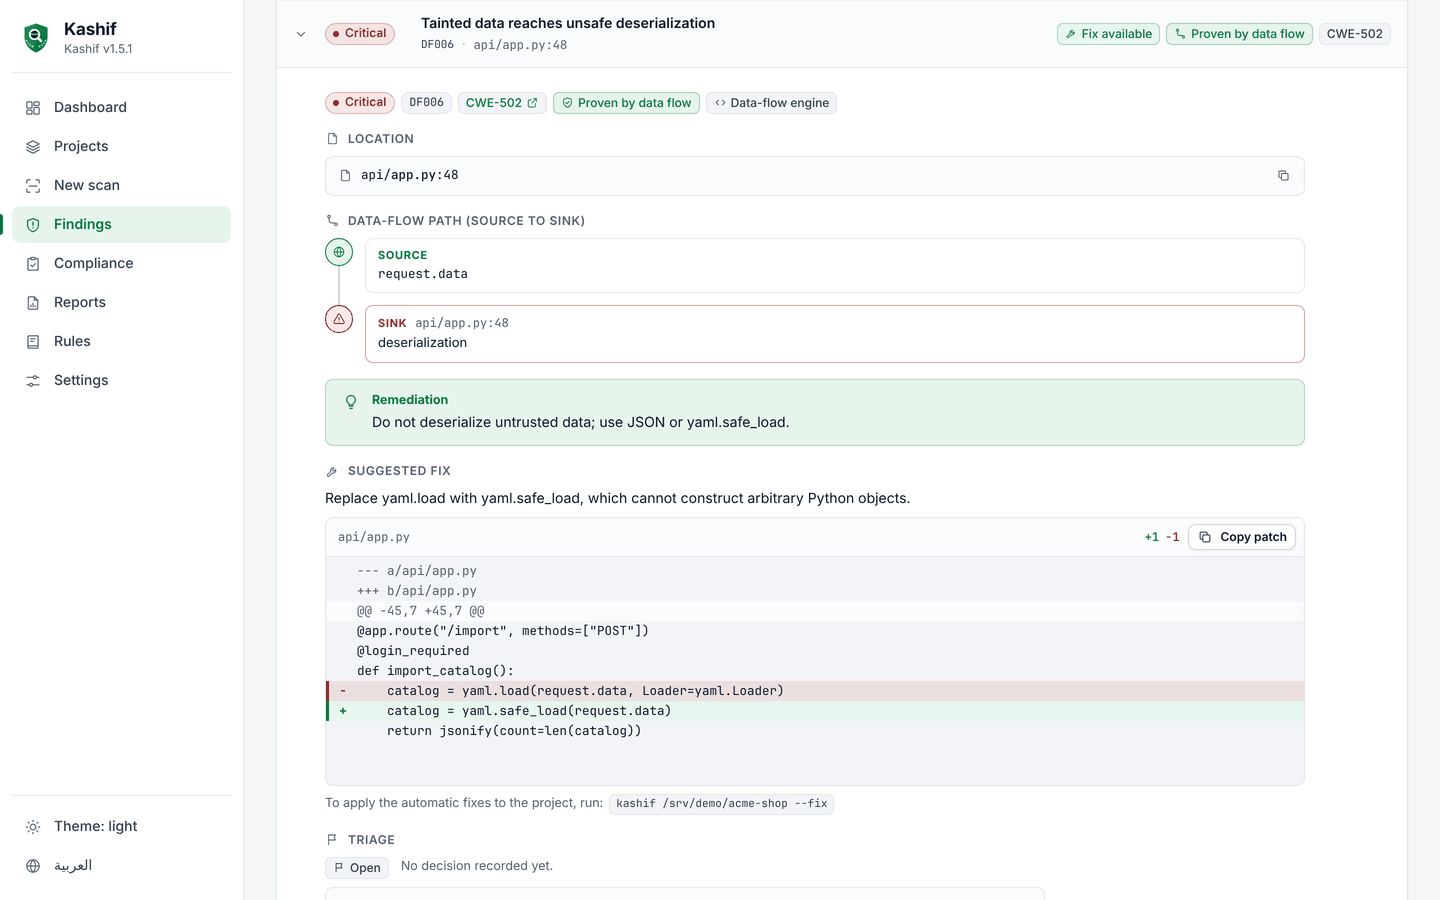 Kashif
Kashif v1.5.1
Dashboard
Projects
New scan
Findings
Compliance
Reports
Rules
Settings
Theme: light
العربية
Critical
Tainted data reaches unsafe deserialization
DF006 · api/app.py:48
Fix available
Proven by data flow
CWE-502
Critical
DF006
CWE-502
Proven by data flow
Data-flow engine
LOCATION
api/app.py:48
DATA-FLOW PATH (SOURCE TO SINK)
SOURCE
request.data
SINK api/app.py:48
deserialization
Remediation
Do not deserialize untrusted data; use JSON or yaml.safe_load.
SUGGESTED FIX
Replace yaml.load with yaml.safe_load, which cannot construct arbitrary Python objects.
api/app.py
+1 -1
Copy patch
--- a/api/app.py
+++ b/api/app.py
@@ -45,7 +45,7 @@
@app.route("/import", methods=["POST"])
@login_required
def import_catalog():
-     catalog = yaml.load(request.data, Loader=yaml.Loader)
+     catalog = yaml.safe_load(request.data)
    return jsonify(count=len(catalog))
To apply the automatic fixes to the project, run: kashif /srv/demo/acme-shop --fix
TRIAGE
Open
No decision recorded yet.